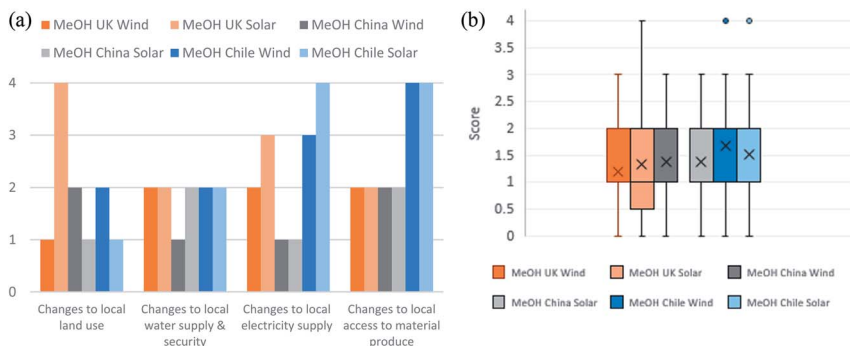 (a)
MeOH UK Wind MeOH UK Solar MeOH China Wind
MeOH China Solar MeOH Chile Wind MeOH Chile Solar
4
3
2
1
0
Changes to local
land use
Changes to local
water supply &
security
Changes to local
electricity supply
Changes to local
access to material
produce
(b)
Score
4
3.5
3
2.5
2
1.5
1
0.5
0
MeOH UK Wind MeOH UK Solar MeOH China Wind
MeOH China Solar MeOH Chile Wind MeOH Chile Solar